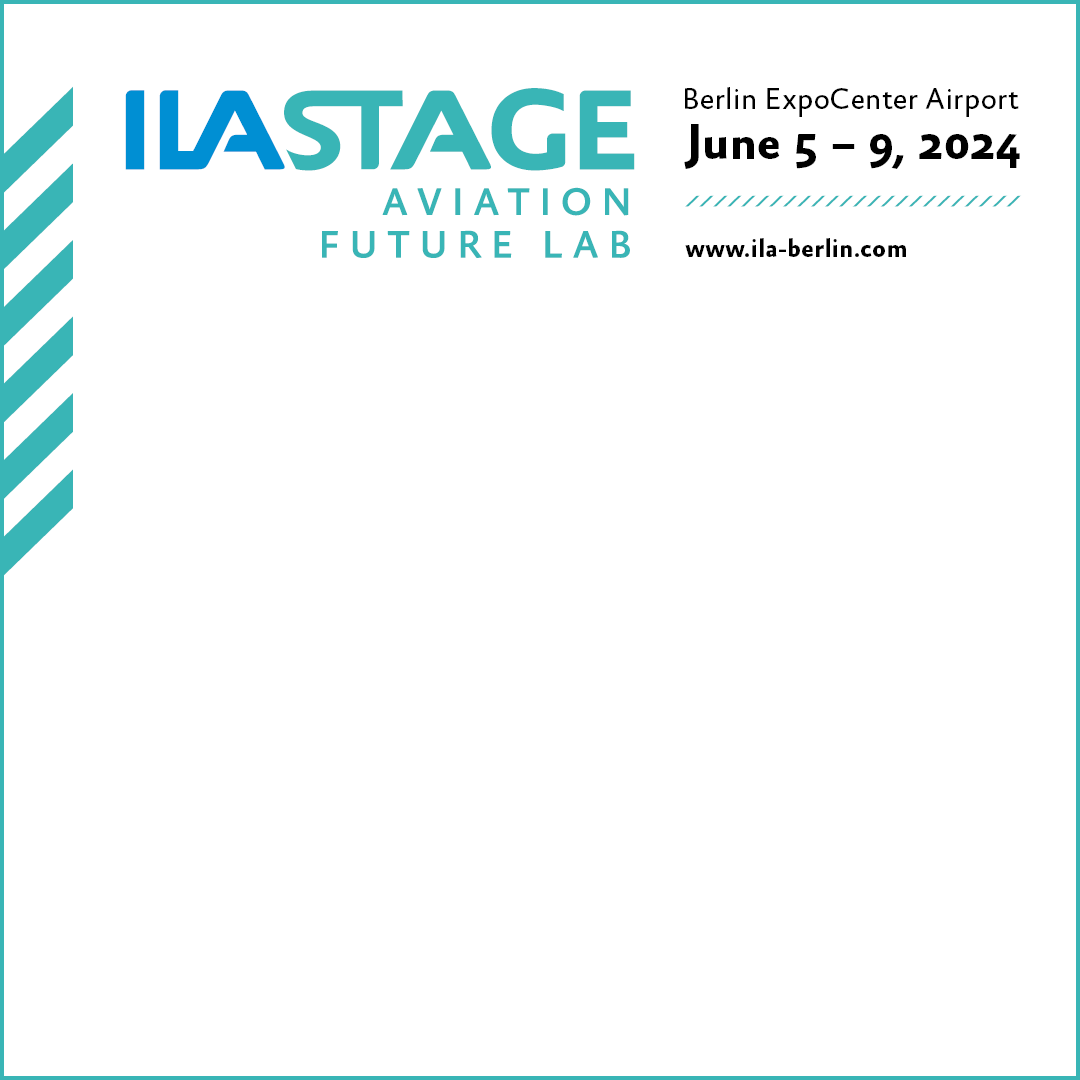 ILASTAGE
AVIATION
FUTURE LAB
Berlin ExpoCenter Airport
June 5 – 9, 2024
www.ila-berlin.com